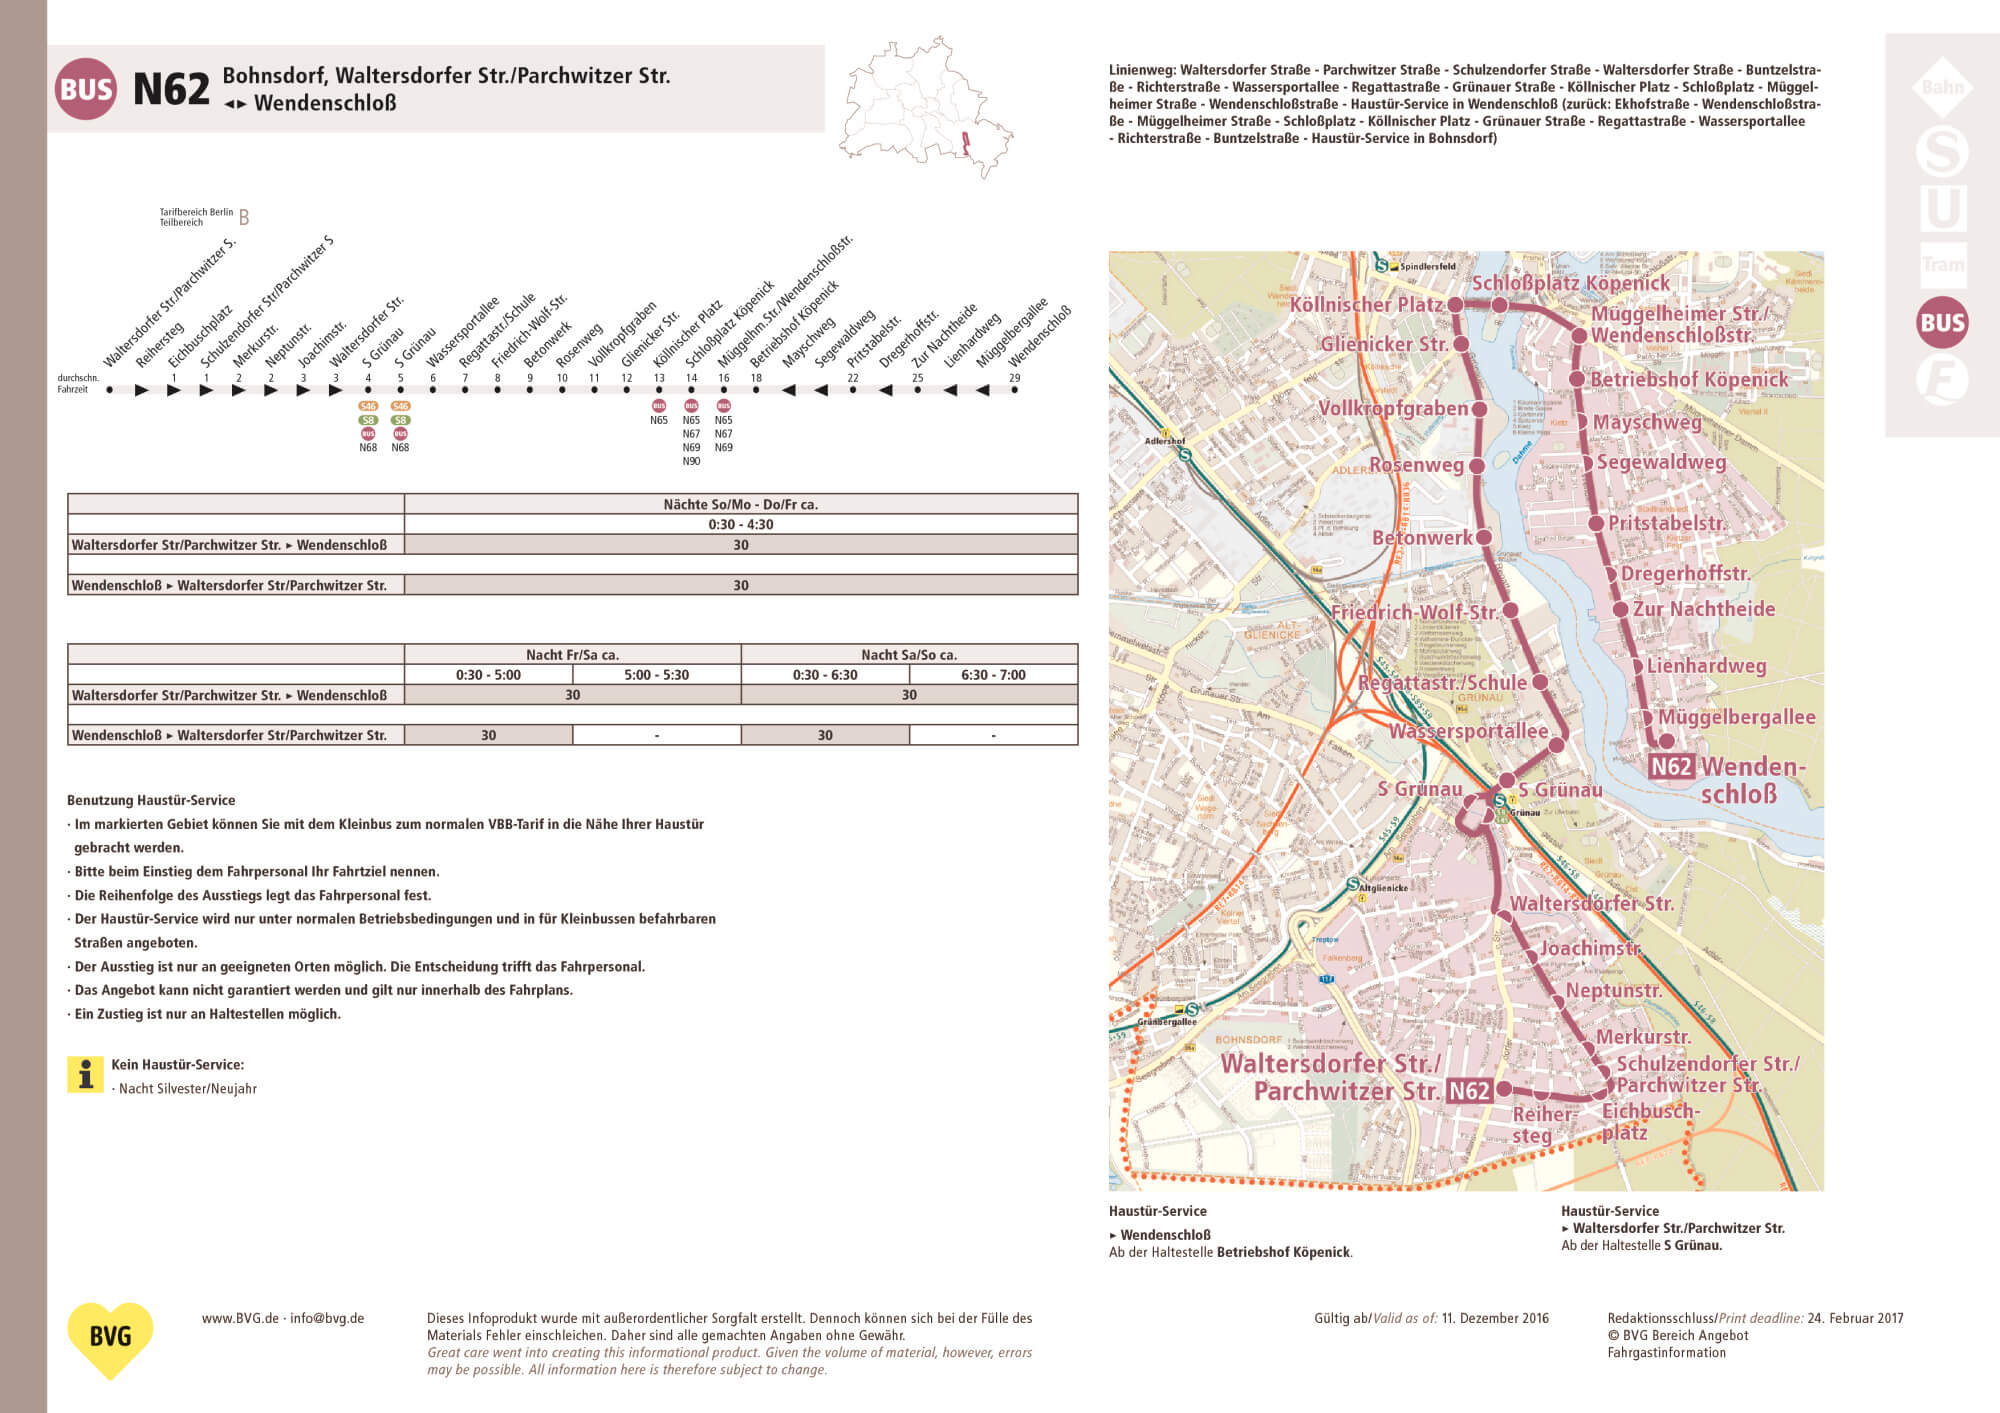 BUS N62 Bohnsdorf, Waltersdorfer Str./Parchwitzer Str.
◄► Wendenschloß
Linienweg: Waltersdorfer Straße - Parchwitzer Straße - Schulzendorfer Straße - Waltersdorfer Straße - Buntzelstra-
ße - Richterstraße - Wassersportallee - Regattastraße - Grünauer Straße - Köllnischer Platz - Schloßplatz - Müggel-
heimer Straße - Wendenschloßstraße - Haustür-Service in Wendenschloß (zurück: Ekhofstraße - Wendenschloßstra-
ße - Müggelheimer Straße - Schloßplatz - Köllnischer Platz - Grünauer Straße - Regattastraße - Wassersportallee
- Richterstraße - Buntzelstraße - Haustür-Service in Bohnsdorf)
Bahn
S
U
Tram
BUS
F
Tarifbereich Berlin
Teilbereich B
Waltersdorfer Str./Parchwitzer S.
Reihersteg
Eichbuschplatz
Schulzendorfer Str/Parchwitzer S
Merkurstr.
Neptunstr.
Joachimstr.
Waltersdorfer Str.
S Grünau
S Grünau
Wassersportallee
Regattastr./Schule
Friedrich-Wolf-Str.
Betonwerk
Rosenweg
Vollkropfgraben
Glienicker Str.
Köllnischer Platz
Schloßplatz Köpenick
Müggelhm.Str./Wendenschloßstr.
Betriebshof Köpenick
Mayschweg
Segewaldweg
Pritstabelstr.
Dregerhoffstr.
Zur Nachtheide
Lienhardweg
Müggelbergallee
Wendenschloß
durchschn.
Fahrzeit
1 1 2 2 3 3 4 5 6 7 8 9 10 11 12 13 14 16 18 22 25 29
S46 S46 BUS BUS BUS
S8 S8 N65 N65 N65
BUS BUS N67 N67
N68 N68 N69 N69
N90
Nächte So/Mo - Do/Fr ca.
0:30 - 4:30
Waltersdorfer Str/Parchwitzer Str. ► Wendenschloß 30
Wendenschloß ► Waltersdorfer Str/Parchwitzer Str. 30
Nacht Fr/Sa ca. Nacht Sa/So ca.
0:30 - 5:00 5:00 - 5:30 0:30 - 6:30 6:30 - 7:00
Waltersdorfer Str/Parchwitzer Str. ► Wendenschloß 30 30
Wendenschloß ► Waltersdorfer Str/Parchwitzer Str. 30 - 30 -
Benutzung Haustür-Service
· Im markierten Gebiet können Sie mit dem Kleinbus zum normalen VBB-Tarif in die Nähe Ihrer Haustür
gebracht werden.
· Bitte beim Einstieg dem Fahrpersonal Ihr Fahrtziel nennen.
· Die Reihenfolge des Ausstiegs legt das Fahrpersonal fest.
· Der Haustür-Service wird nur unter normalen Betriebsbedingungen und in für Kleinbussen befahrbaren
Straßen angeboten.
· Der Ausstieg ist nur an geeigneten Orten möglich. Die Entscheidung trifft das Fahrpersonal.
· Das Angebot kann nicht garantiert werden und gilt nur innerhalb des Fahrplans.
· Ein Zustieg ist nur an Haltestellen möglich.
i Kein Haustür-Service:
· Nacht Silvester/Neujahr
S Spindlersfeld
Schloßplatz Köpenick
Köllnischer Platz
Müggelheimer Str./
Wendenschloßstr.
Glienicker Str.
Betriebshof Köpenick
Vollkropfgraben
Mayschweg
Adlershof
S
Dahme
Segewaldweg
Rosenweg
Pritstabelstr.
Betonwerk
Dregerhoffstr.
Zur Nachtheide
Friedrich-Wolf-Str.
ALT-
GLIENICKE
Lienhardweg
Regattastr./Schule
GRÜNAU
Müggelbergallee
Wassersportallee
N62 Wenden-
schloß
S Grünau
S Grünau
S Grünau
S Altglienicke
Waltersdorfer Str.
Treptow
Falkenberg
Joachimstr.
Neptunstr.
S
Grünbergallee
Merkurstr.
BOHNSDORF
Schulzendorfer Str./
Parchwitzer Str.
Waltersdorfer Str./
Parchwitzer Str. N62
Reiher-
steg
Eichbusch-
platz
Haustür-Service
► Wendenschloß
Ab der Haltestelle Betriebshof Köpenick.
Haustür-Service
► Waltersdorfer Str./Parchwitzer Str.
Ab der Haltestelle S Grünau.
BVG
www.BVG.de · info@bvg.de
Dieses Infoprodukt wurde mit außerordentlicher Sorgfalt erstellt. Dennoch können sich bei der Fülle des
Materials Fehler einschleichen. Daher sind alle gemachten Angaben ohne Gewähr.
Great care went into creating this informational product. Given the volume of material, however, errors
may be possible. All information here is therefore subject to change.
Gültig ab/Valid as of: 11. Dezember 2016
Redaktionsschluss/Print deadline: 24. Februar 2017
© BVG Bereich Angebot
Fahrgastinformation